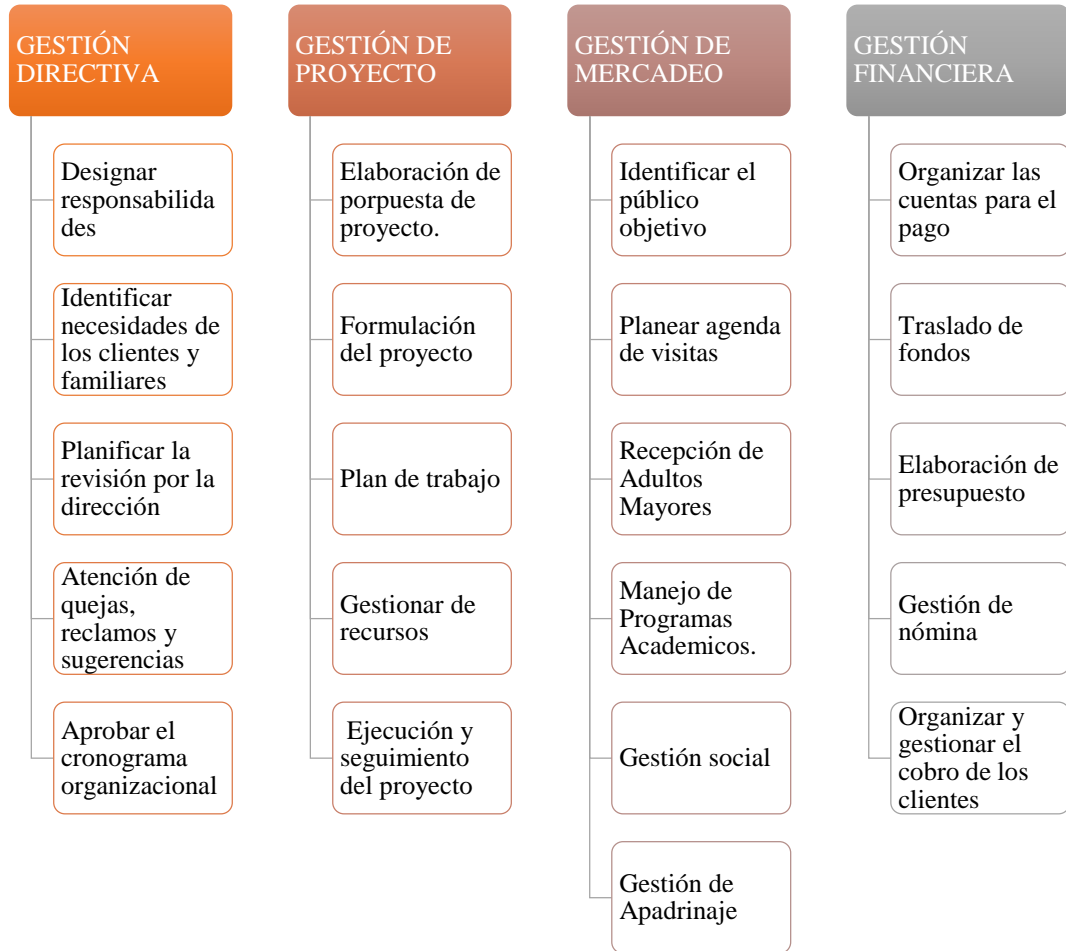 GESTIÓN
DIRECTIVA
Designar
responsabilida
des
Identificar
necesidades de
los clientes y
familiares
Planificar la
revisión por la
dirección
Atención de
quejas,
reclamos y
sugerencias
Aprobar el
cronograma
organizacional
GESTIÓN DE
PROYECTO
Elaboración de
porpuesta de
proyecto.
Formulación
del proyecto
Plan de trabajo
Gestionar de
recursos
Ejecución y
seguimiento
del proyecto
GESTIÓN DE
MERCADEO
Identificar el
público
objetivo
Planear agenda
de visitas
Recepción de
Adultos
Mayores
Manejo de
Programas
Academicos.
Gestión social
Gestión de
Apadrinaje
GESTIÓN
FINANCIERA
Organizar las
cuentas para el
pago
Traslado de
fondos
Elaboración de
presupuesto
Gestión de
nómina
Organizar y
gestionar el
cobro de los
clientes